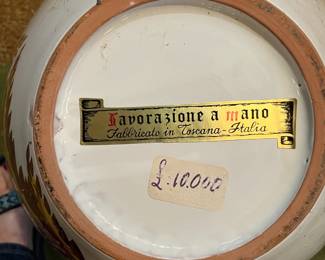 Lavorazione a mano
Fabbricato in Toscana-Italia
£.10.000